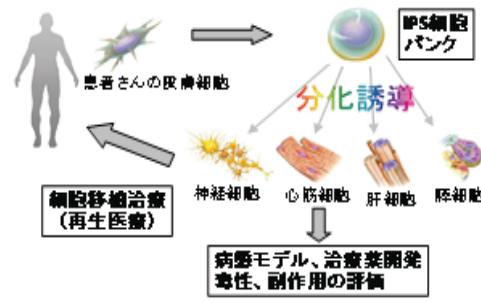 iPS細胞
バンク
患者さんの皮膚細胞
分化誘導
神経細胞
心筋細胞
肝細胞
膵細胞
細胞移植治療
（再生医療）
病態モデル、治療薬開発
毒性、副作用の評価